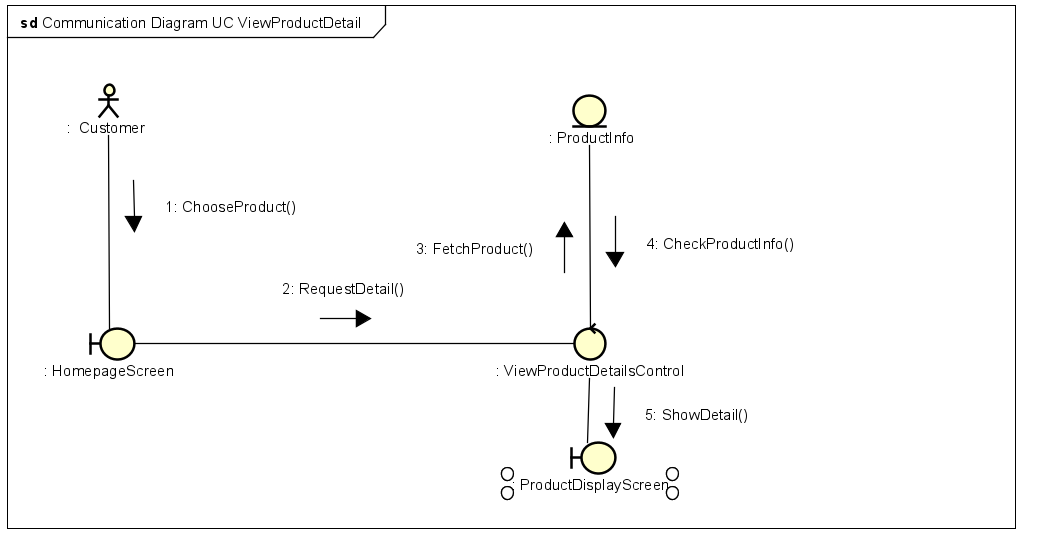 sd Communication Diagram UC ViewProductDetail
: Customer
: ProductInfo
1: ChooseProduct()
3: FetchProduct()
4: CheckProductInfo()
2: RequestDetail()
: HomepageScreen
: ViewProductDetailsControl
5: ShowDetail()
: ProductDisplayScreen